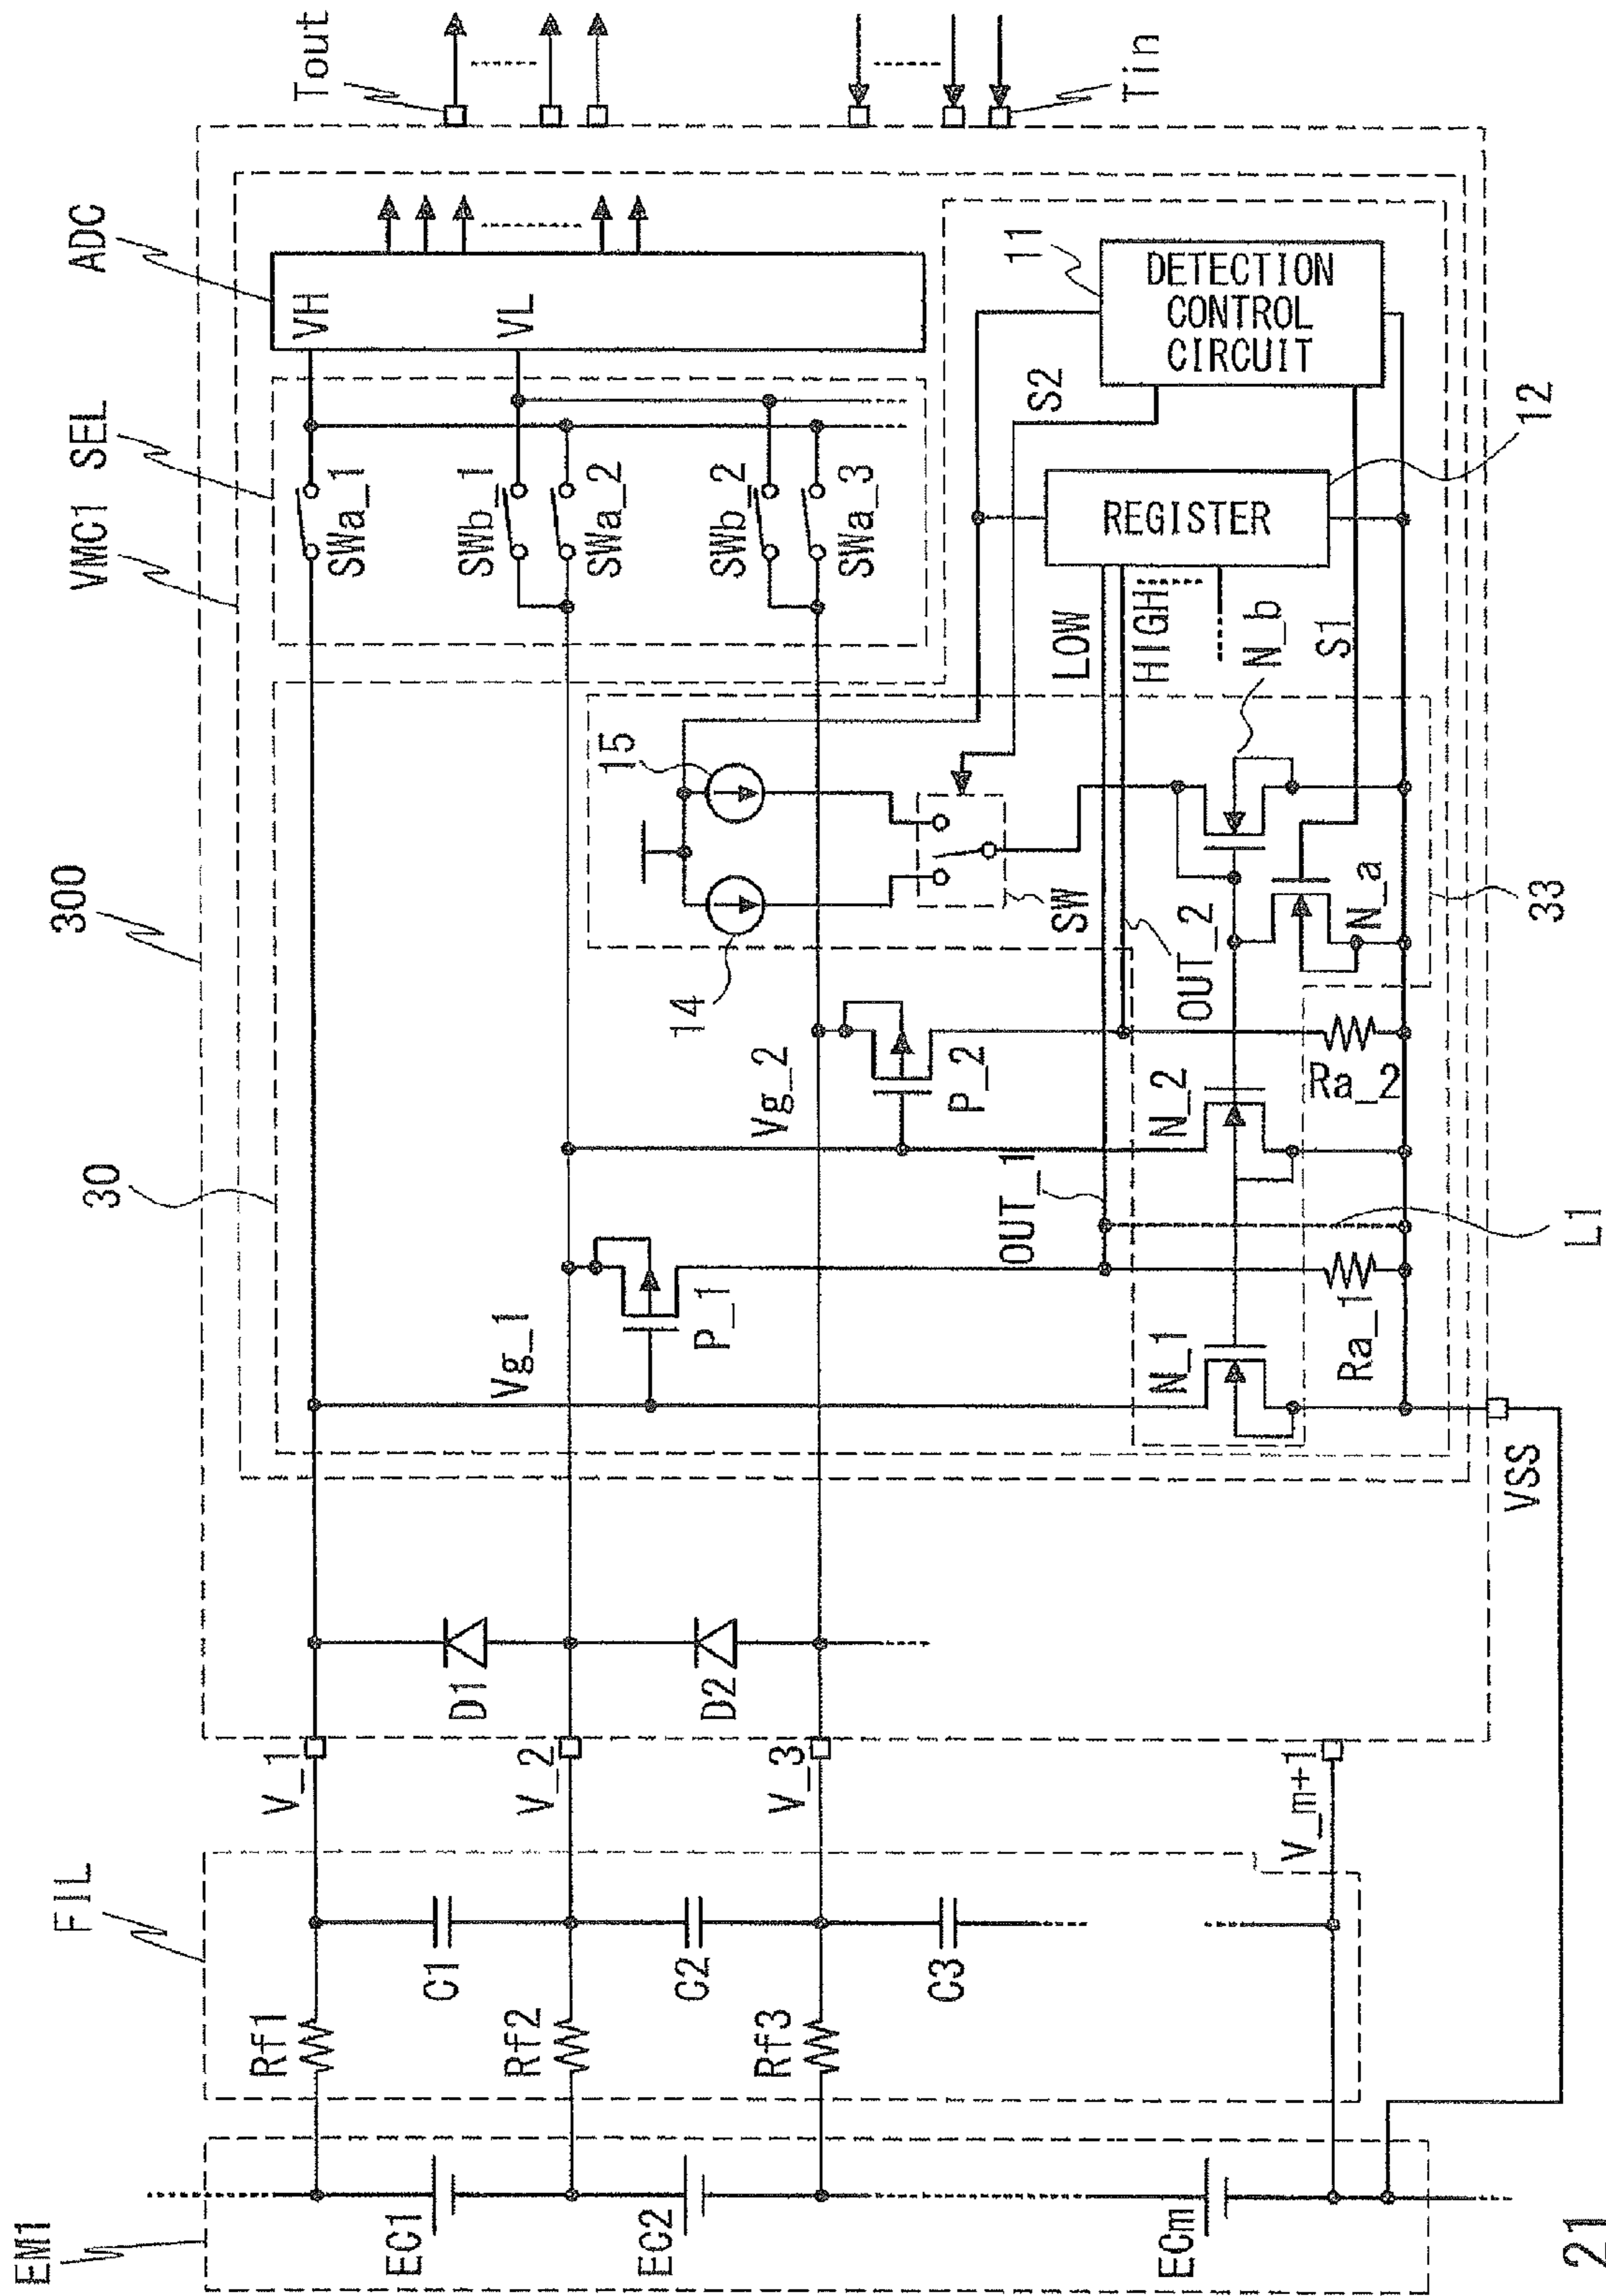 EM1
FIL
300
30
VMC1
SEL
ADC
Tout
Tin
Rf1
Rf2
Rf3
C1
C2
C3
EC1
EC2
ECm
V_1
V_2
V_3
V_m+1
VSS
D1
D2
Vg_1
Vg_2
P_1
P_2
14
15
SW
SWa_1
SWb_1
SWa_2
SWb_2
SWa_3
VH
VL
S2
11
DETECTION
CONTROL
CIRCUIT
LOW
HIGH
REGISTER
12
OUT_1
OUT_2
N_1
N_2
N_b
N_a
S1
Ra_1
Ra_2
L1
33
21